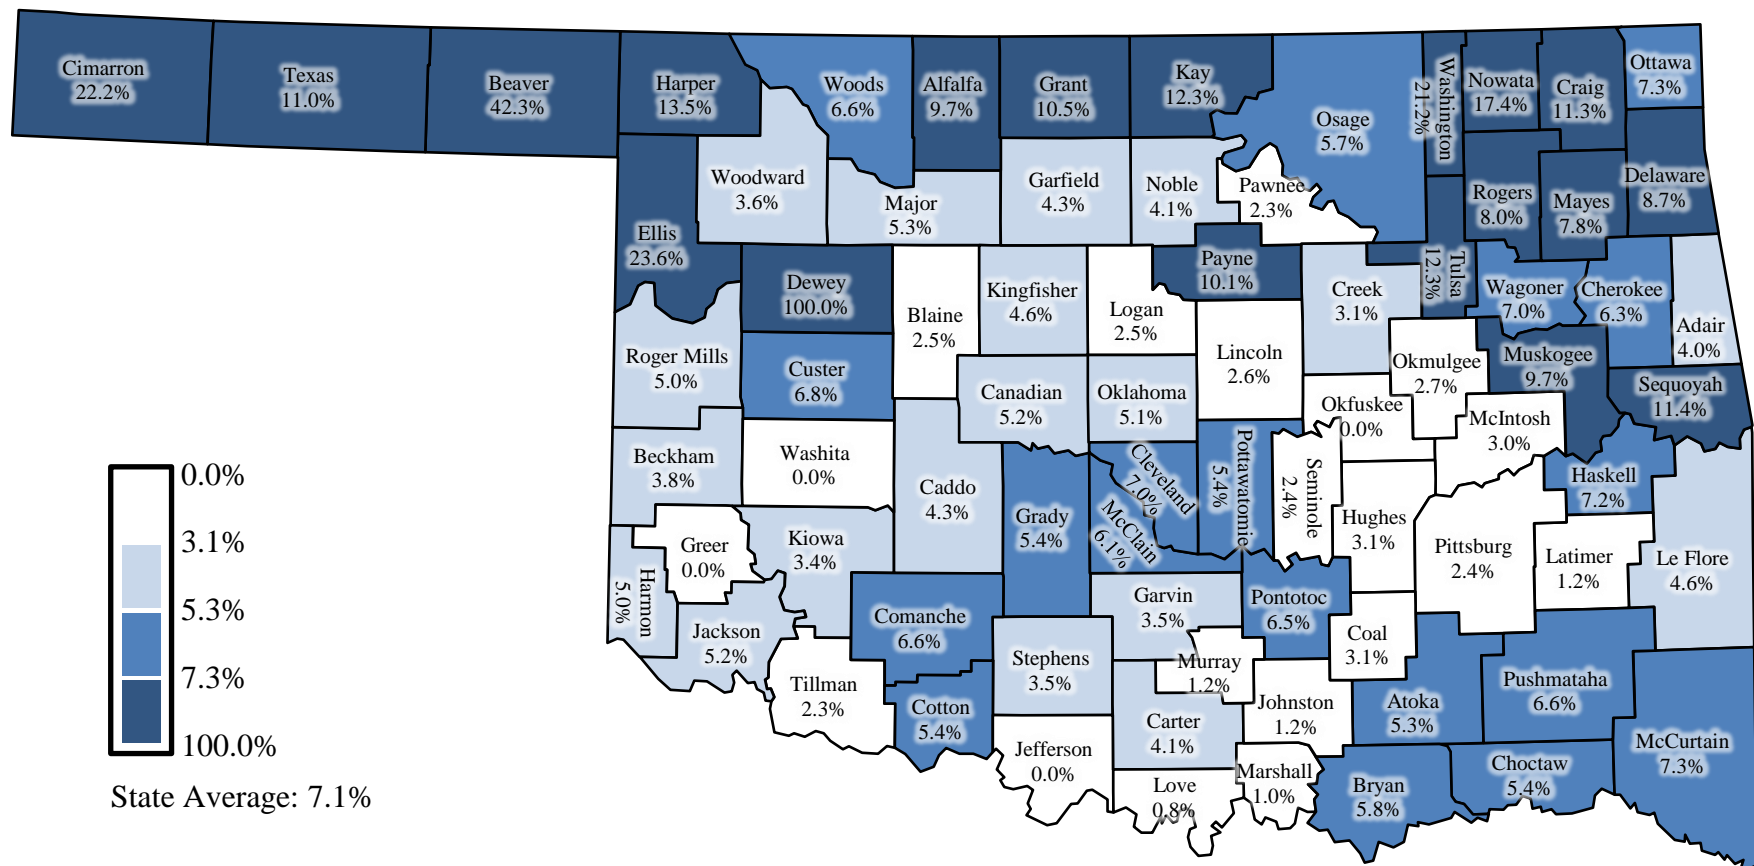 Cimarron
22.2%
Texas
11.0%
Beaver
42.3%
Harper
13.5%
Woods
6.6%
Alfalfa
9.7%
Grant
10.5%
Kay
12.3%
Osage
5.7%
Washington
21.2%
Nowata
17.4%
Craig
11.3%
Ottawa
7.3%
Woodward
3.6%
Major
5.3%
Garfield
4.3%
Noble
4.1%
Pawnee
2.3%
Rogers
8.0%
Mayes
7.8%
Delaware
8.7%
Ellis
23.6%
Dewey
100.0%
Blaine
2.5%
Kingfisher
4.6%
Logan
2.5%
Payne
10.1%
Creek
3.1%
Tulsa
12.3%
Wagoner
7.0%
Cherokee
6.3%
Adair
4.0%
Roger Mills
5.0%
Custer
6.8%
Canadian
5.2%
Oklahoma
5.1%
Lincoln
2.6%
Okmulgee
2.7%
Muskogee
9.7%
Sequoyah
11.4%
Okfuskee
0.0%
McIntosh
3.0%
Beckham
3.8%
Washita
0.0%
Caddo
4.3%
Grady
5.4%
Cleveland
7.0%
McClain
6.1%
Pottawatomie
5.4%
Seminole
2.4%
Hughes
3.1%
Haskell
7.2%
Pittsburg
2.4%
Latimer
1.2%
Le Flore
4.6%
Greer
0.0%
Kiowa
3.4%
Harmon
5.0%
Jackson
5.2%
Comanche
6.6%
Garvin
3.5%
Pontotoc
6.5%
Coal
3.1%
Stephens
3.5%
Murray
1.2%
Tillman
2.3%
Cotton
5.4%
Johnston
1.2%
Atoka
5.3%
Pushmataha
6.6%
McCurtain
7.3%
Carter
4.1%
Jefferson
0.0%
Love
0.8%
Marshall
1.0%
Bryan
5.8%
Choctaw
5.4%
0.0%
3.1%
5.3%
7.3%
100.0%
State Average: 7.1%